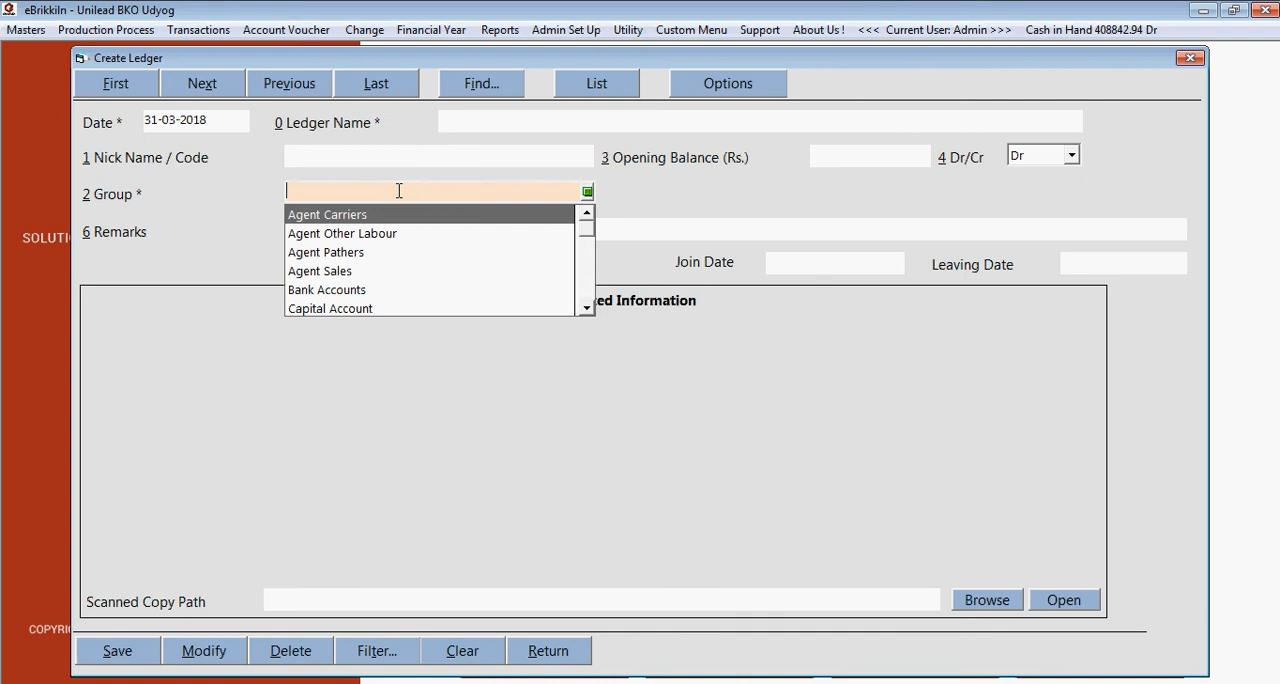 eBrikkiln - Unilead BKO Udyog
Masters Production Process Transactions Account Voucher Change Financial Year Reports Admin Set Up Utility Custom Menu Support About Us ! <<< Current User: Admin >>> Cash in Hand 408842.94 Dr
Create Ledger
First Next Previous Last Find... List Options
Date * 31-03-2018 0 Ledger Name *
1 Nick Name / Code 3 Opening Balance (Rs.) 4 Dr/Cr Dr
2 Group *
Agent Carriers
6 Remarks
Agent Other Labour
SOLUTI
Agent Pathers
Join Date Leaving Date
Agent Sales
Bank Accounts
ed Information
Capital Account
Scanned Copy Path Browse Open
COPYRI
Save Modify Delete Filter... Clear Return